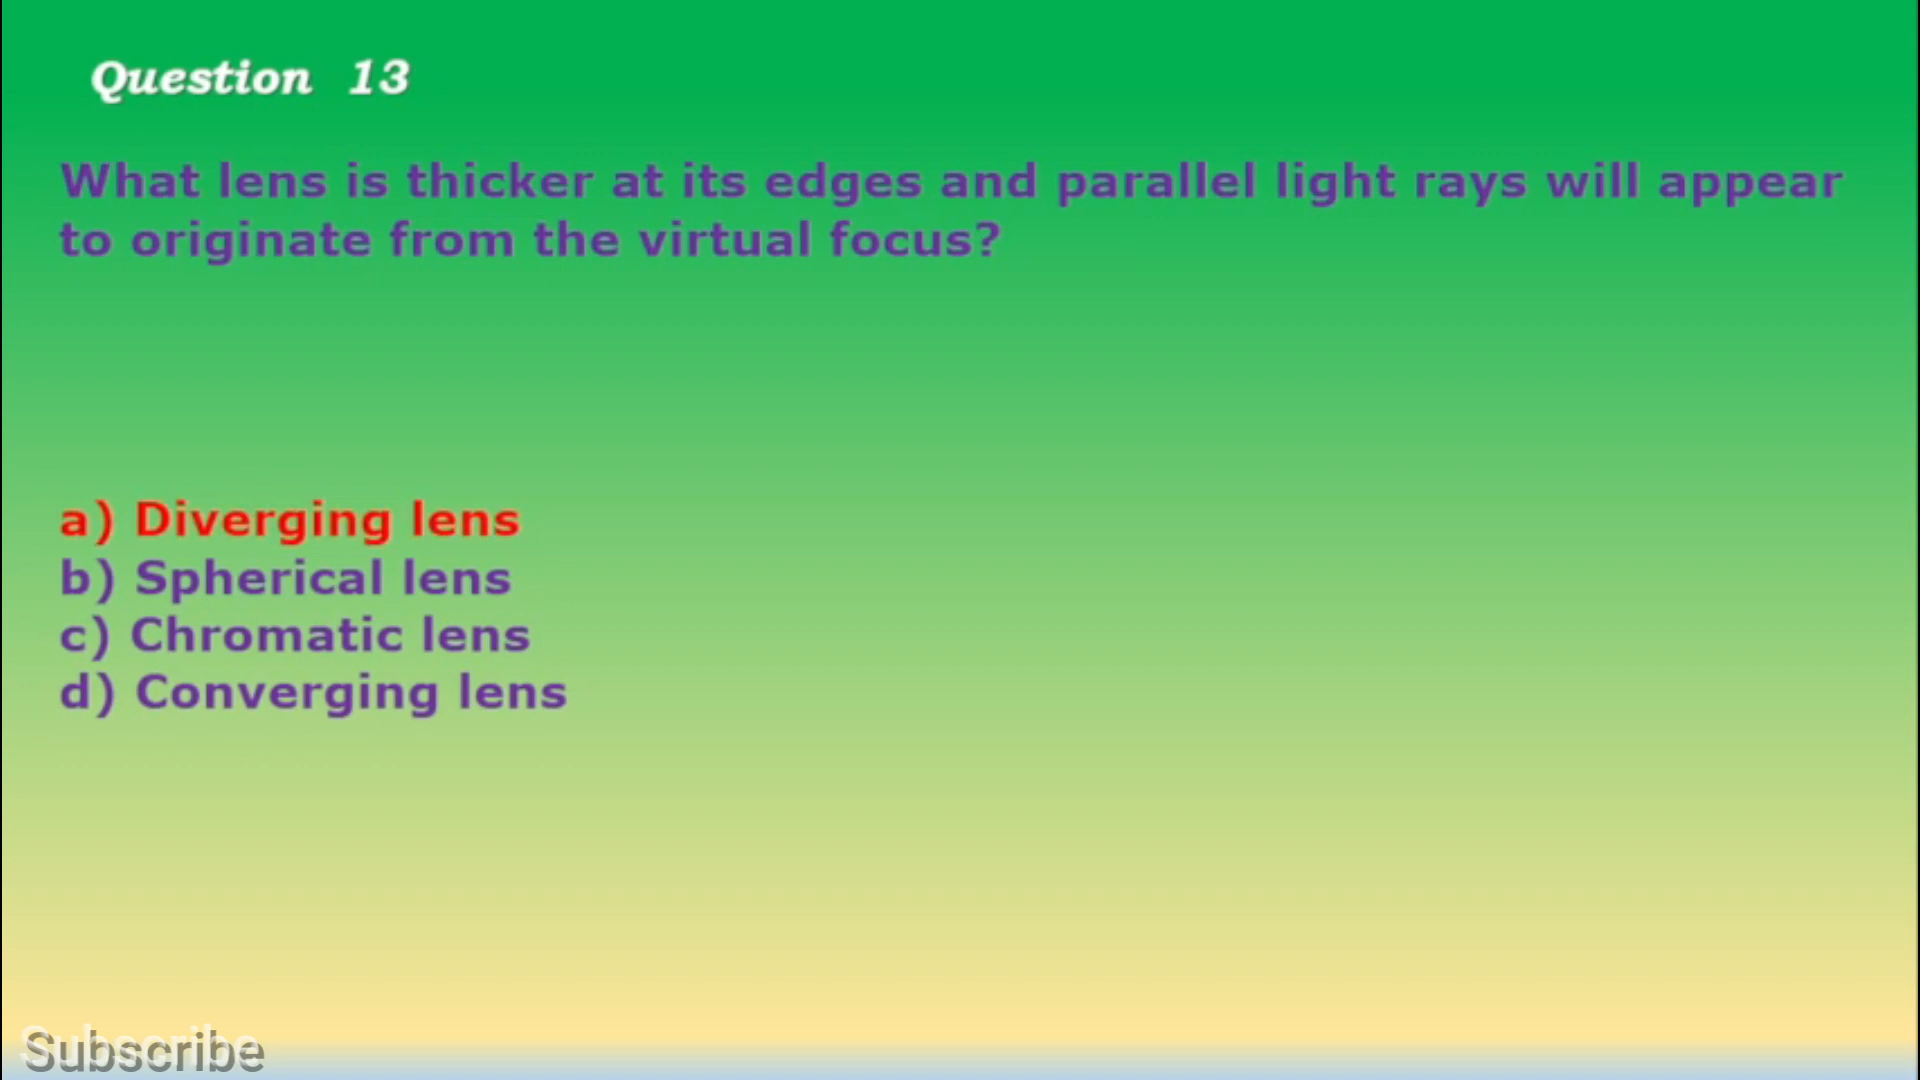 Question 13
What lens is thicker at its edges and parallel light rays will appear
to originate from the virtual focus?
a) Diverging lens
b) Spherical lens
c) Chromatic lens
d) Converging lens
Subscribe